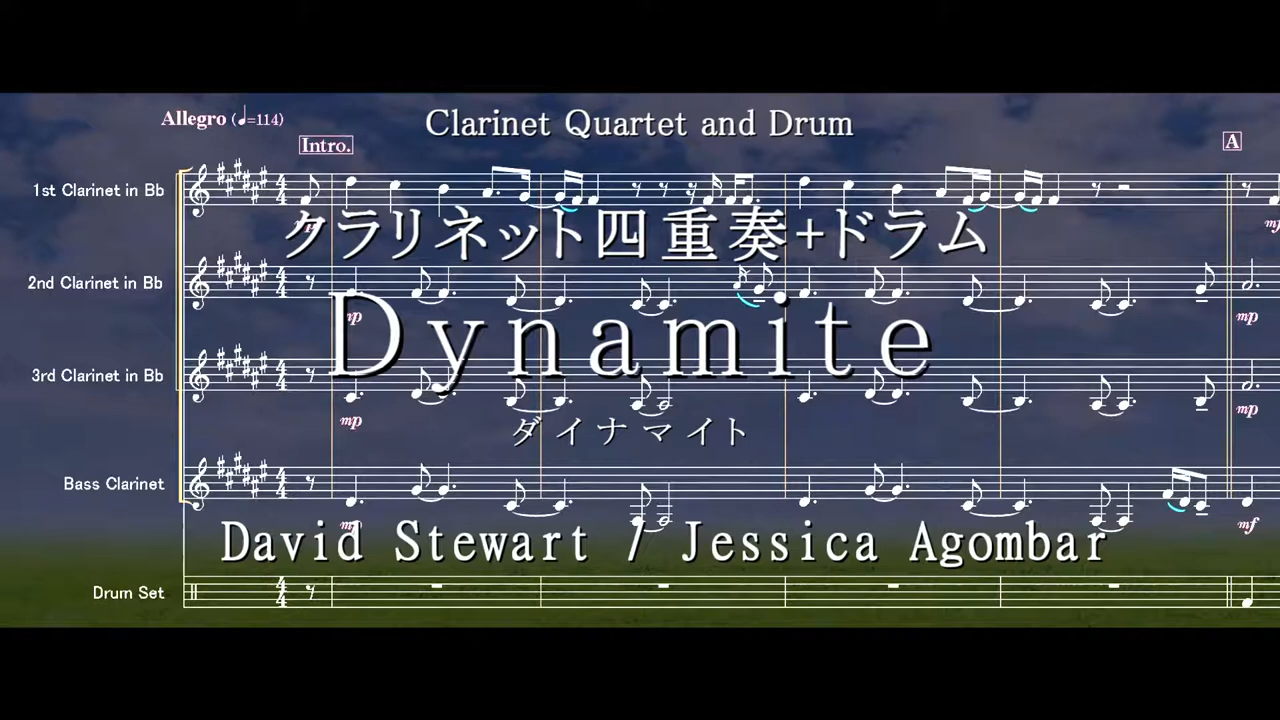 Allegro (♩=114)
Clarinet Quartet and Drum
Intro.
A
1st Clarinet in Bb
mf
クラリネット四重奏+ドラム
2nd Clarinet in Bb
mp
mp
Dynamite
3rd Clarinet in Bb
mp
mp
ダイナマイト
Bass Clarinet
mf
David Stewart / Jessica Agombar
Drum Set